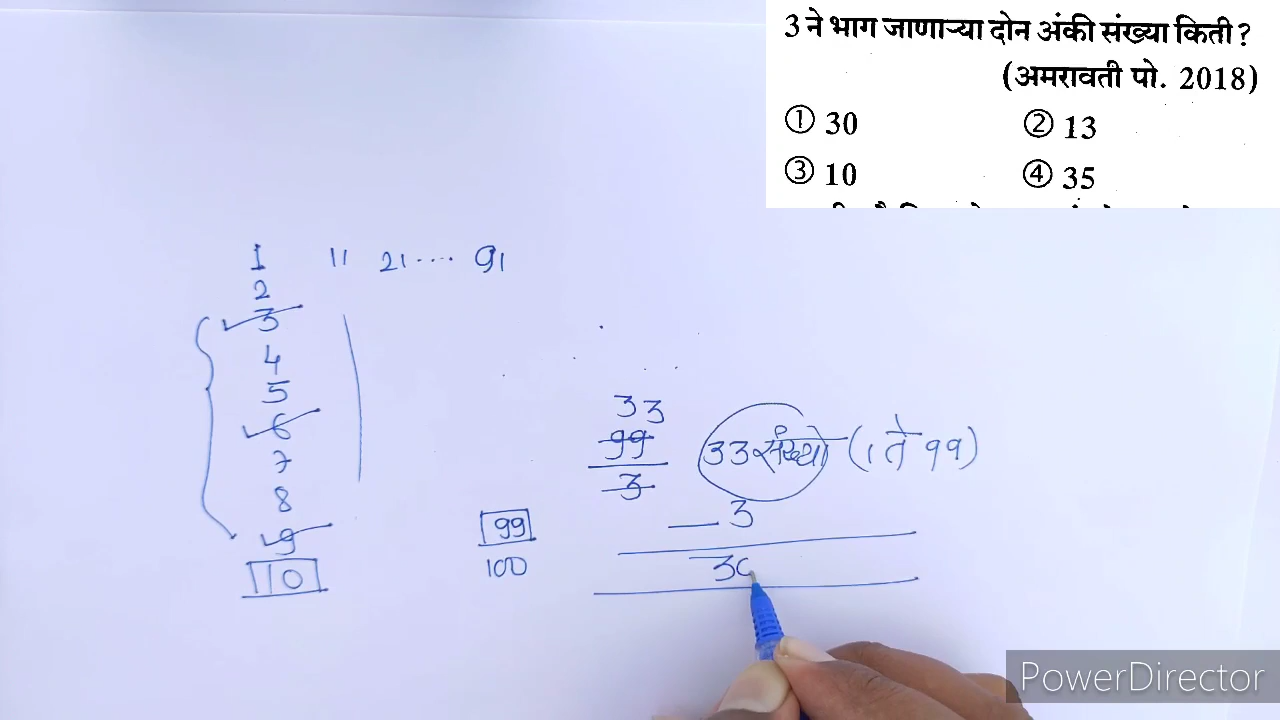 3 ने भाग जाणाऱ्या दोन अंकी संख्या किती ?
(अमरावती पो. 2018)
① 30 ② 13
③ 10 ④ 35
1 11 21.... 91
2
3
4
5
6
7
8
9
10
33
99
3
33 संख्या (1 ते 99)
99
100
— 3
30
PowerDirector